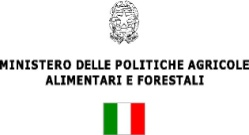 MINISTERO DELLE POLITICHE AGRICOLE
ALIMENTARI E FORESTALI